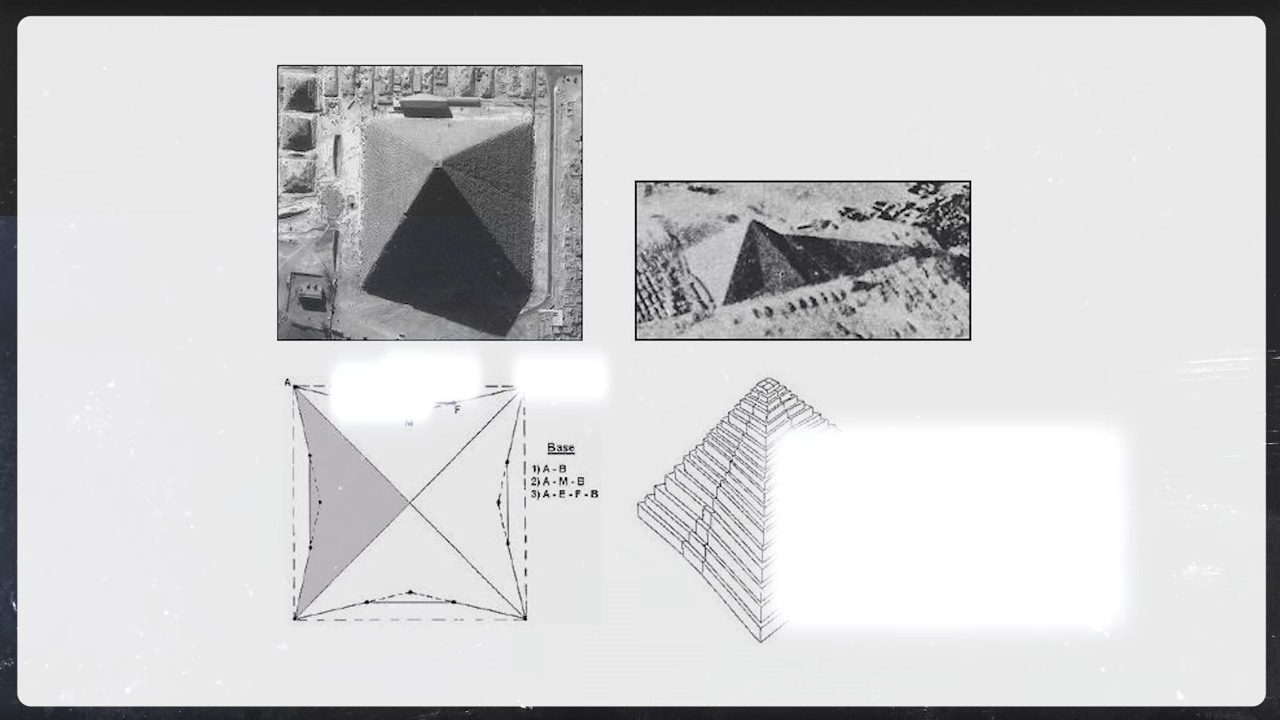 A
F
M
Base
1) A - B
2) A - M - B
3) A - E - F - B